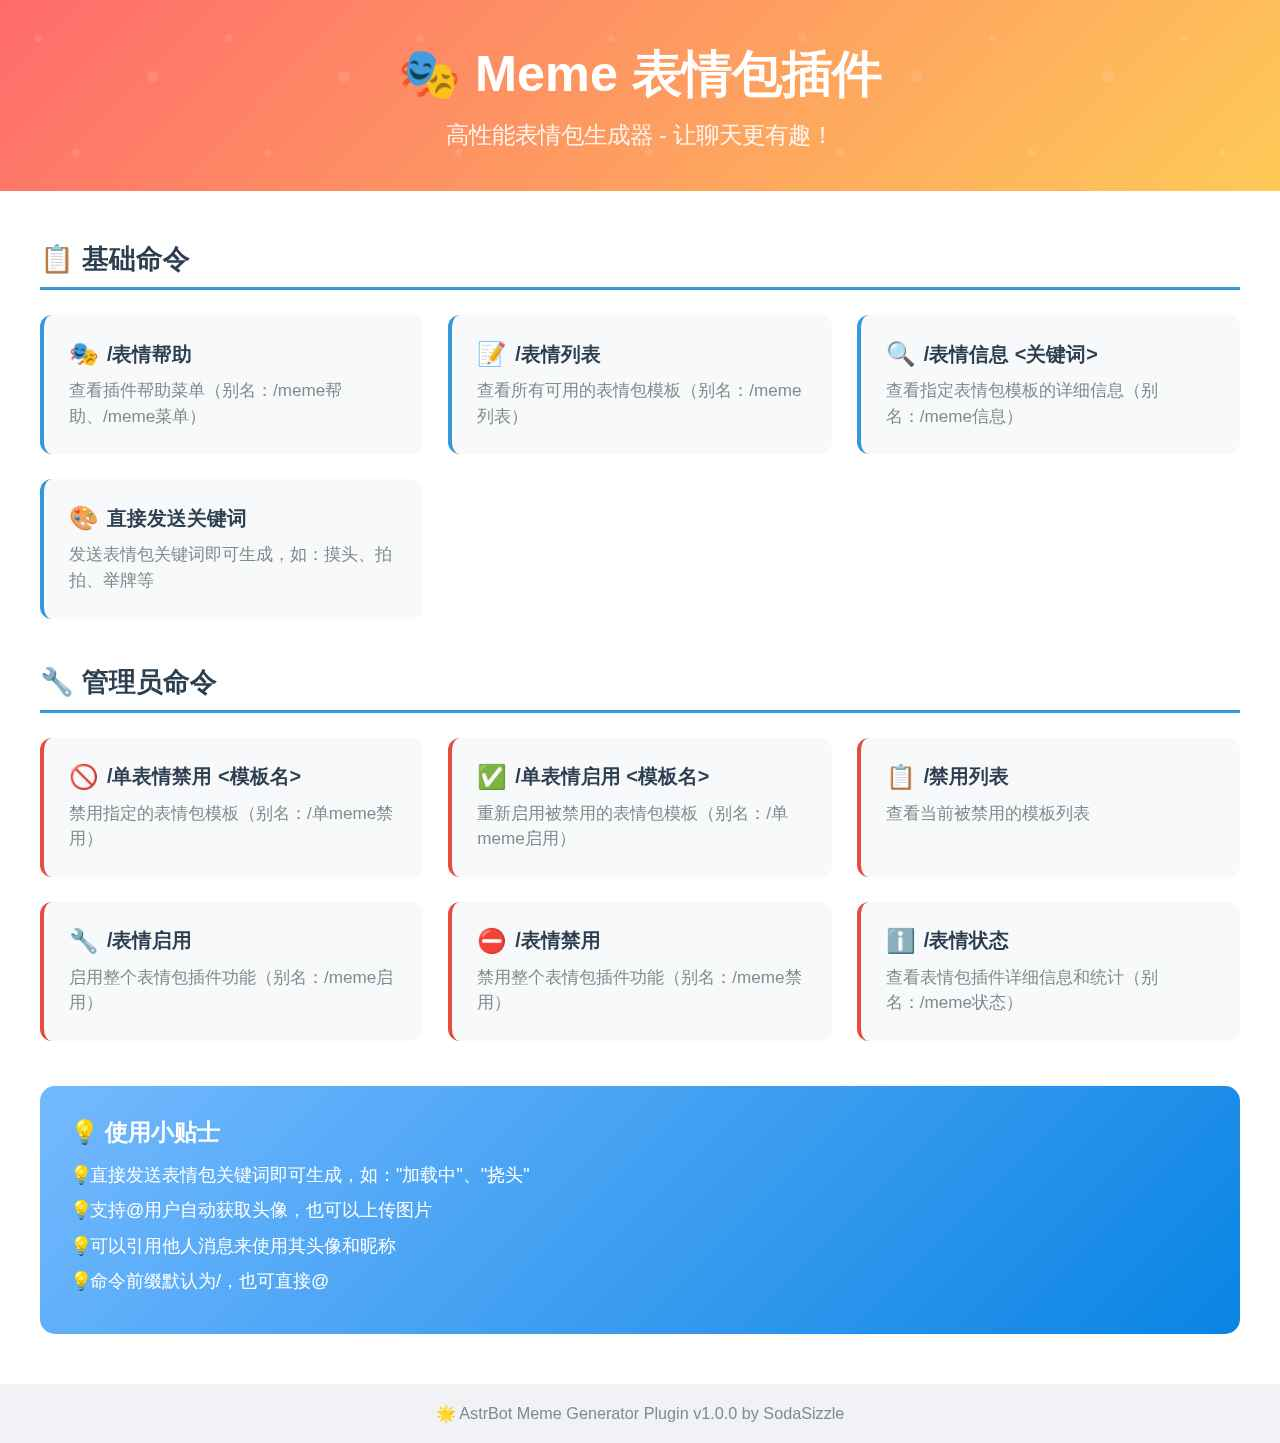 🎭 Meme 表情包插件
高性能表情包生成器 - 让聊天更有趣！
📋 基础命令
🎭 /表情帮助
查看插件帮助菜单（别名：/meme帮
助、/meme菜单）
📝 /表情列表
查看所有可用的表情包模板（别名：/meme
列表）
🔍 /表情信息 <关键词>
查看指定表情包模板的详细信息（别
名：/meme信息）
🎨 直接发送关键词
发送表情包关键词即可生成，如：摸头、拍
拍、举牌等
🔧 管理员命令
🚫 /单表情禁用 <模板名>
禁用指定的表情包模板（别名：/单meme禁
用）
✅ /单表情启用 <模板名>
重新启用被禁用的表情包模板（别名：/单
meme启用）
📋 /禁用列表
查看当前被禁用的模板列表
🔧 /表情启用
启用整个表情包插件功能（别名：/meme启
用）
⛔ /表情禁用
禁用整个表情包插件功能（别名：/meme禁
用）
ℹ️ /表情状态
查看表情包插件详细信息和统计（别
名：/meme状态）
💡 使用小贴士
💡直接发送表情包关键词即可生成，如："加载中"、"挠头"
💡支持@用户自动获取头像，也可以上传图片
💡可以引用他人消息来使用其头像和昵称
💡命令前缀默认为/，也可直接@
🌟 AstrBot Meme Generator Plugin v1.0.0 by SodaSizzle